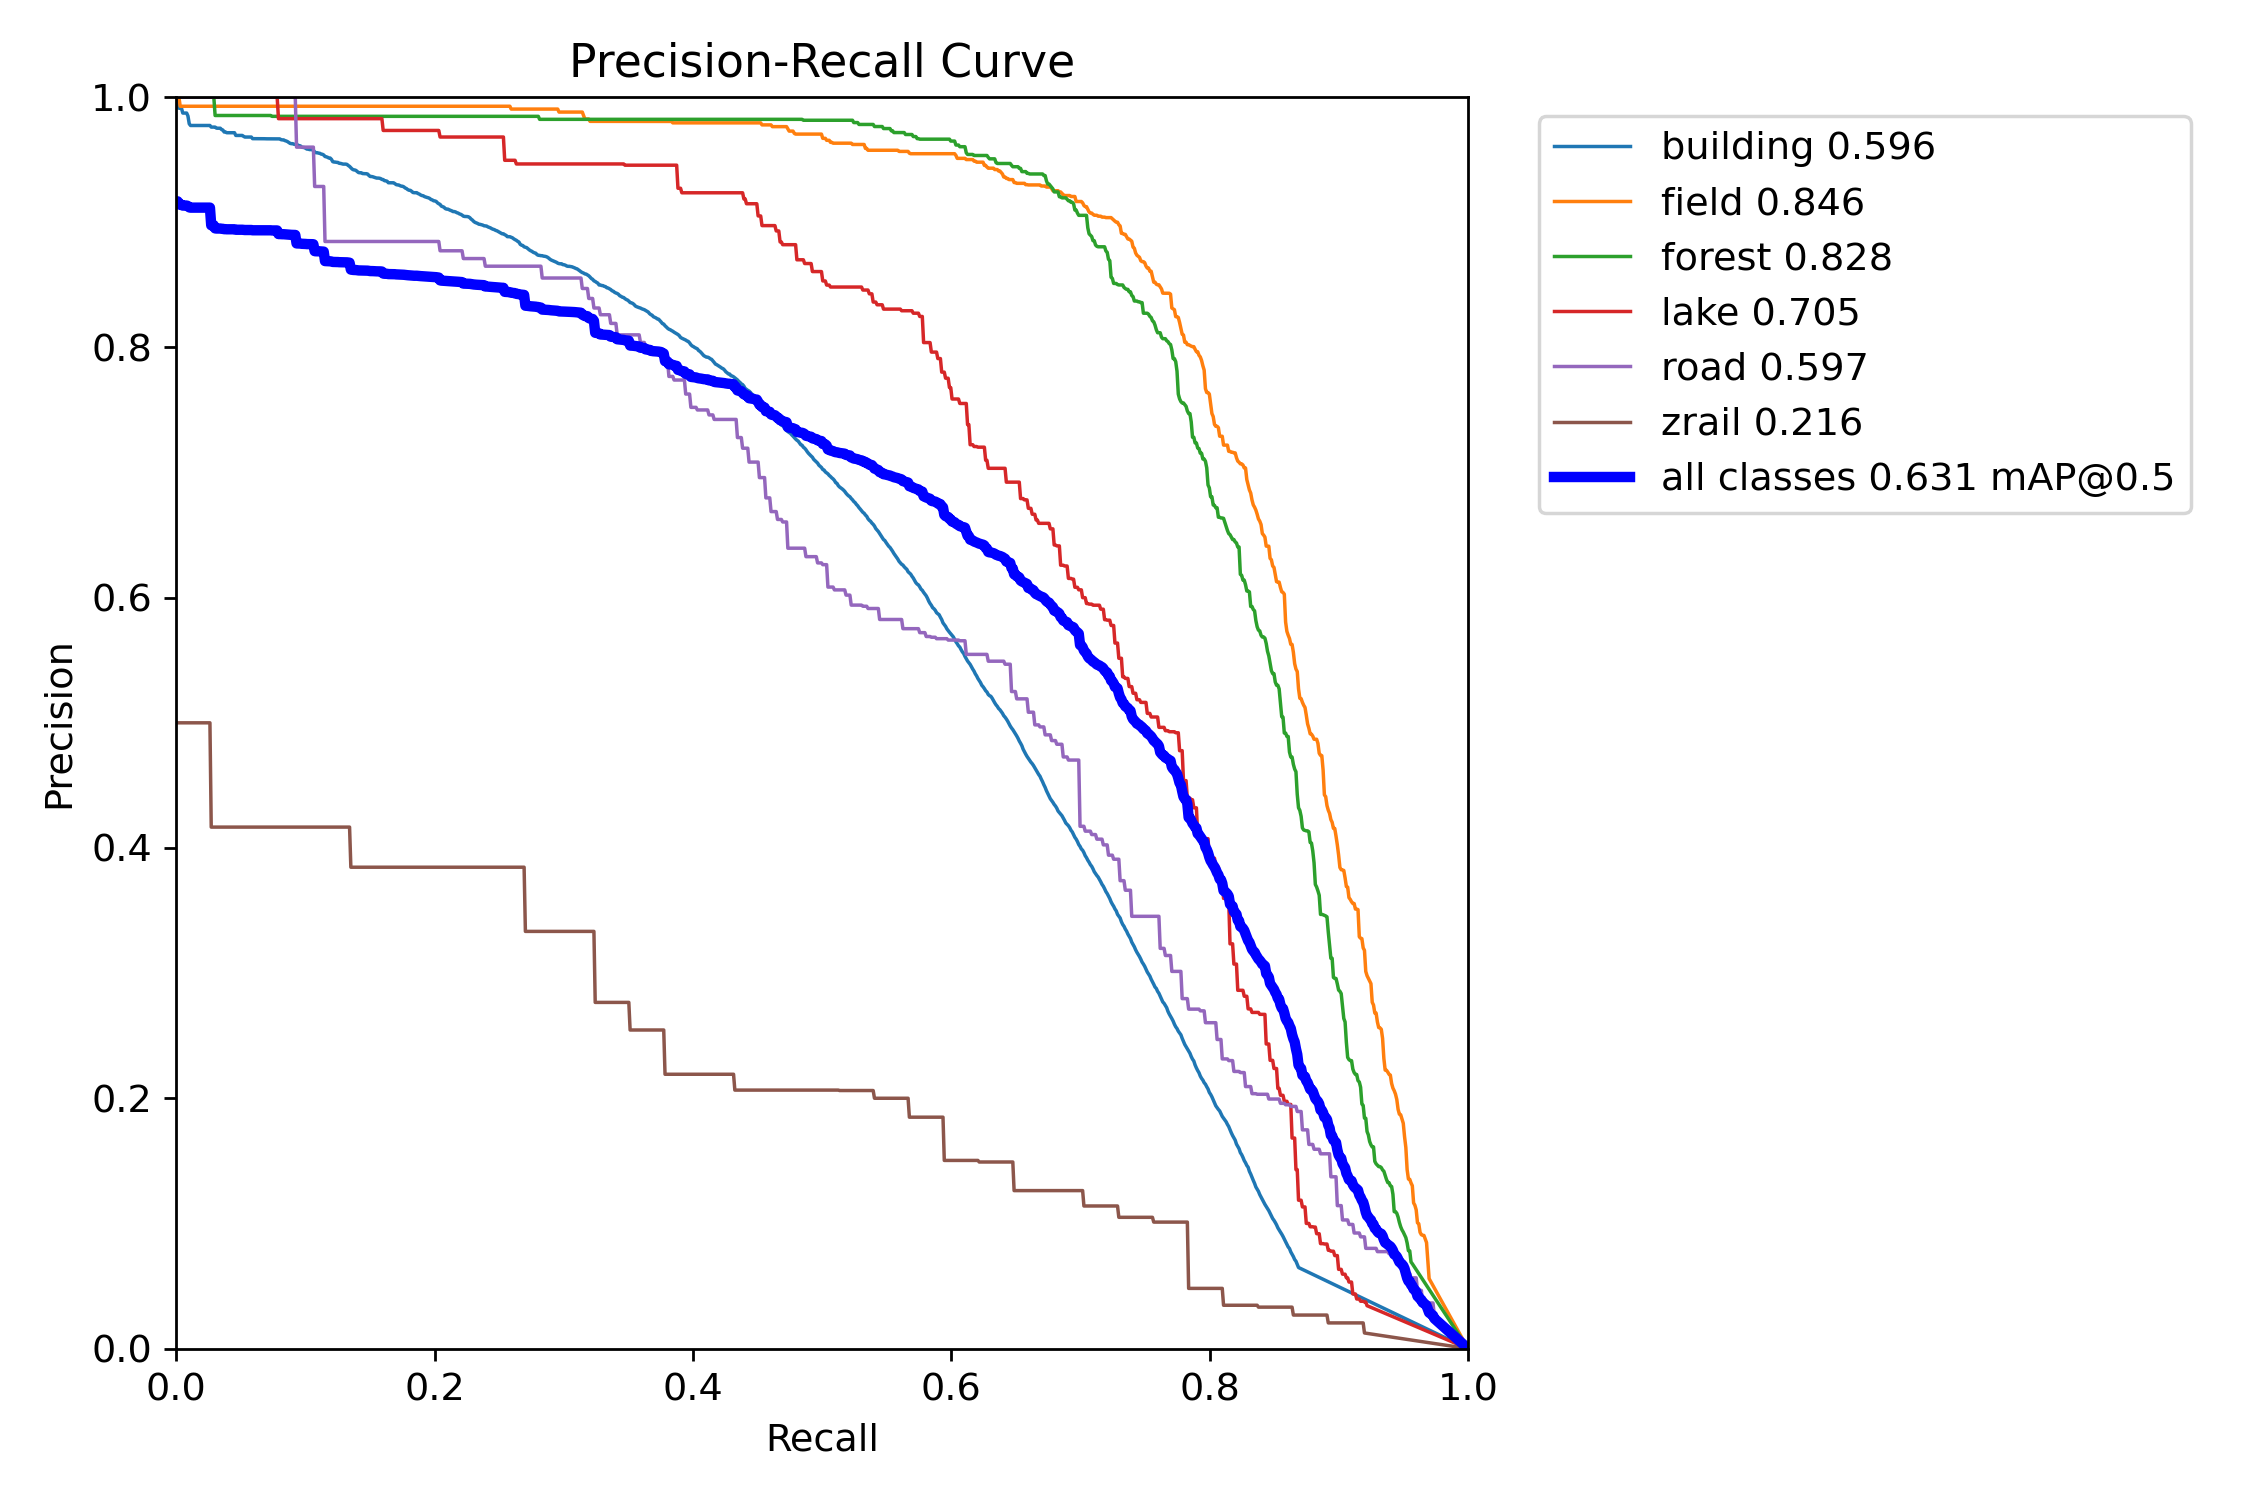 Precision-Recall Curve
1.0
0.8
0.6
0.4
0.2
0.0
Precision
0.0 0.2 0.4 0.6 0.8 1.0
Recall
building 0.596
field 0.846
forest 0.828
lake 0.705
road 0.597
zrail 0.216
all classes 0.631 mAP@0.5